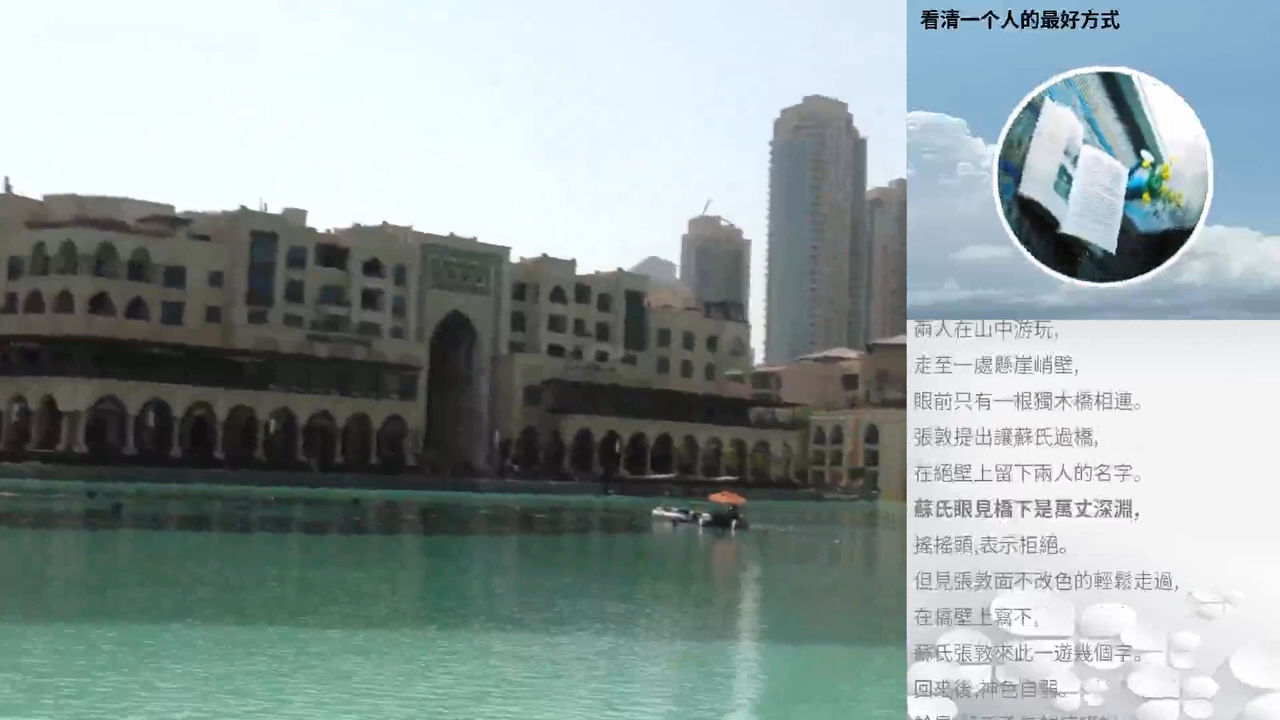 看清一个人的最好方式
兩人在山中游玩,
走至一處懸崖峭壁,
眼前只有一根獨木橋相連。
張敦提出讓蘇氏過橋,
在絕壁上留下兩人的名字。
蘇氏眼見橋下是萬丈深淵,
搖搖頭,表示拒絕。
但見張敦面不改色的輕鬆走過,
在橋壁上寫下,
蘇氏張敦來此一遊幾個字。
回來後,神色自